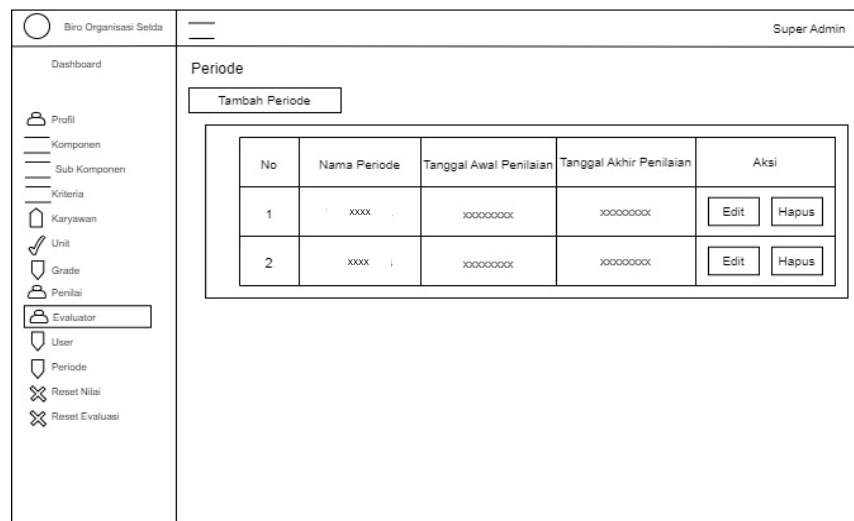 Biro Organisasi Setda
Super Admin
Dashboard
Profil
Komponen
Sub Komponen
Kriteria
Karyawan
Unit
Grade
Penilai
Evaluator
User
Periode
Reset Nilai
Reset Evaluasi
Periode
Tambah Periode
No Nama Periode Tanggal Awal Penilaian Tanggal Akhir Penilaian Aksi
1 xxxx xxxxxxxx xxxxxxxx Edit Hapus
2 xxxx xxxxxxxx xxxxxxxx Edit Hapus